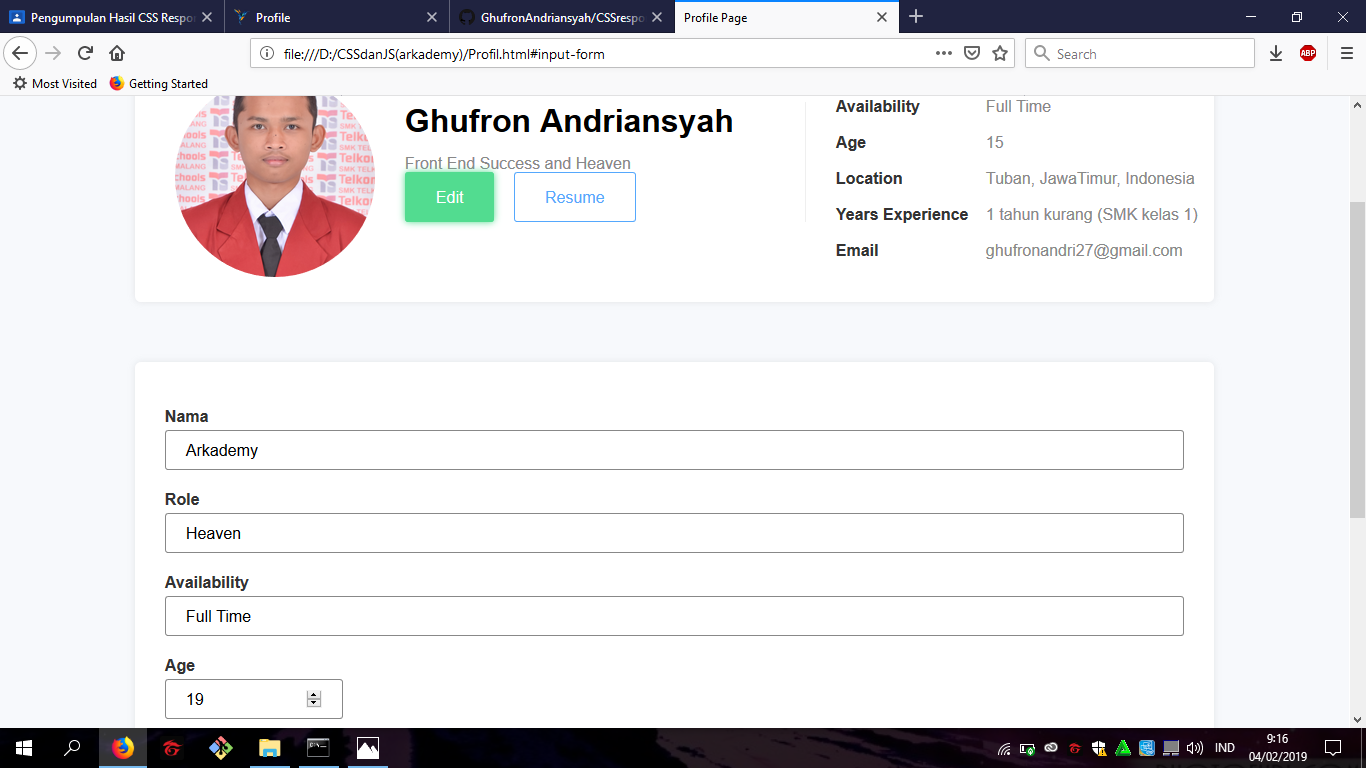 Pengumpulan Hasil CSS Respo
Profile
GhufronAndriansyah/CSSrespo
Profile Page
file:///D:/CSSdanJS(arkademy)/Profil.html#input-form
Search
ABP
Most Visited
Getting Started
Ghufron Andriansyah
Front End Success and Heaven
Edit
Resume
Availability
Full Time
Age
15
Location
Tuban, JawaTimur, Indonesia
Years Experience
1 tahun kurang (SMK kelas 1)
Email
ghufronandri27@gmail.com
Nama
Arkademy
Role
Heaven
Availability
Full Time
Age
19
IND
9:16
04/02/2019